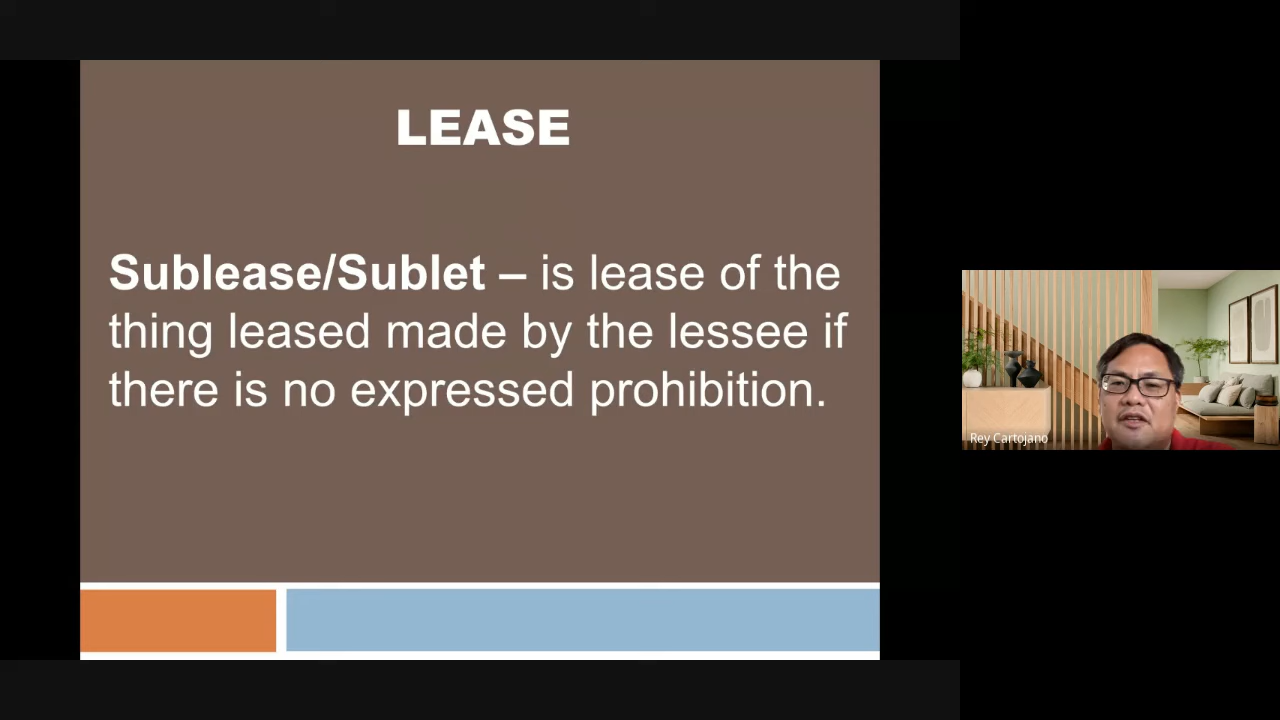 LEASE
Sublease/Sublet – is lease of the
thing leased made by the lessee if
there is no expressed prohibition.
Rey Cartojano